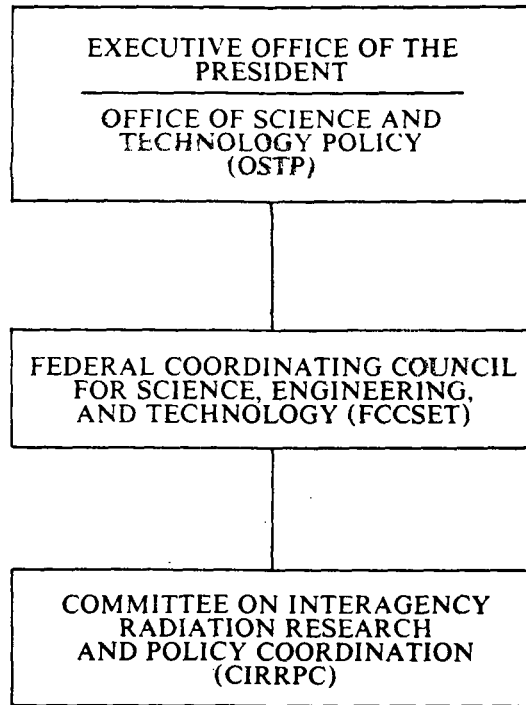 EXECUTIVE OFFICE OF THE
PRESIDENT
OFFICE OF SCIENCE AND
TECHNOLOGY POLICY
(OSTP)
FEDERAL COORDINATING COUNCIL
FOR SCIENCE, ENGINEERING,
AND TECHNOLOGY (FCCSET)
COMMITTEE ON INTERAGENCY
RADIATION RESEARCH
AND POLICY COORDINATION
(CIRRPC)